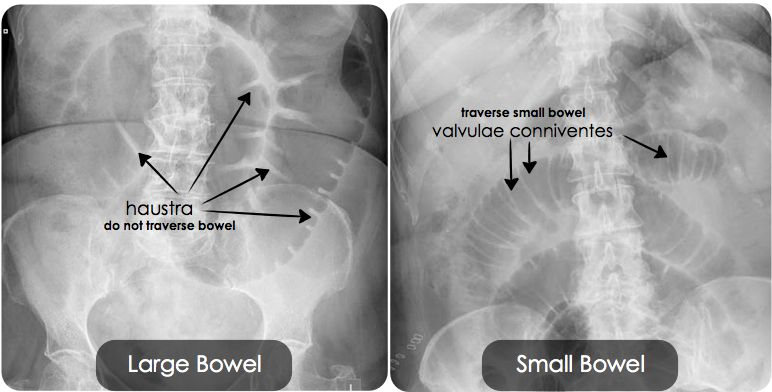 haustra
do not traverse bowel
Large Bowel
traverse small bowel
valvulae conniventes
Small Bowel